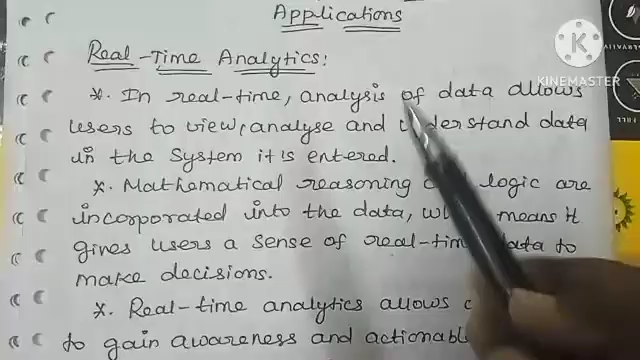 Applications
Real-Time Analytics:
*. In real-time, analysis of data allows
users to view, analyse and understand data
in the system it is entered.
*. Mathematical reasoning and logic are
incorporated into the data, means it
gives users a sense of real-time data to
make decisions.
*. Real-time analytics allows
to gain awareness and actionable
KINEMASTER